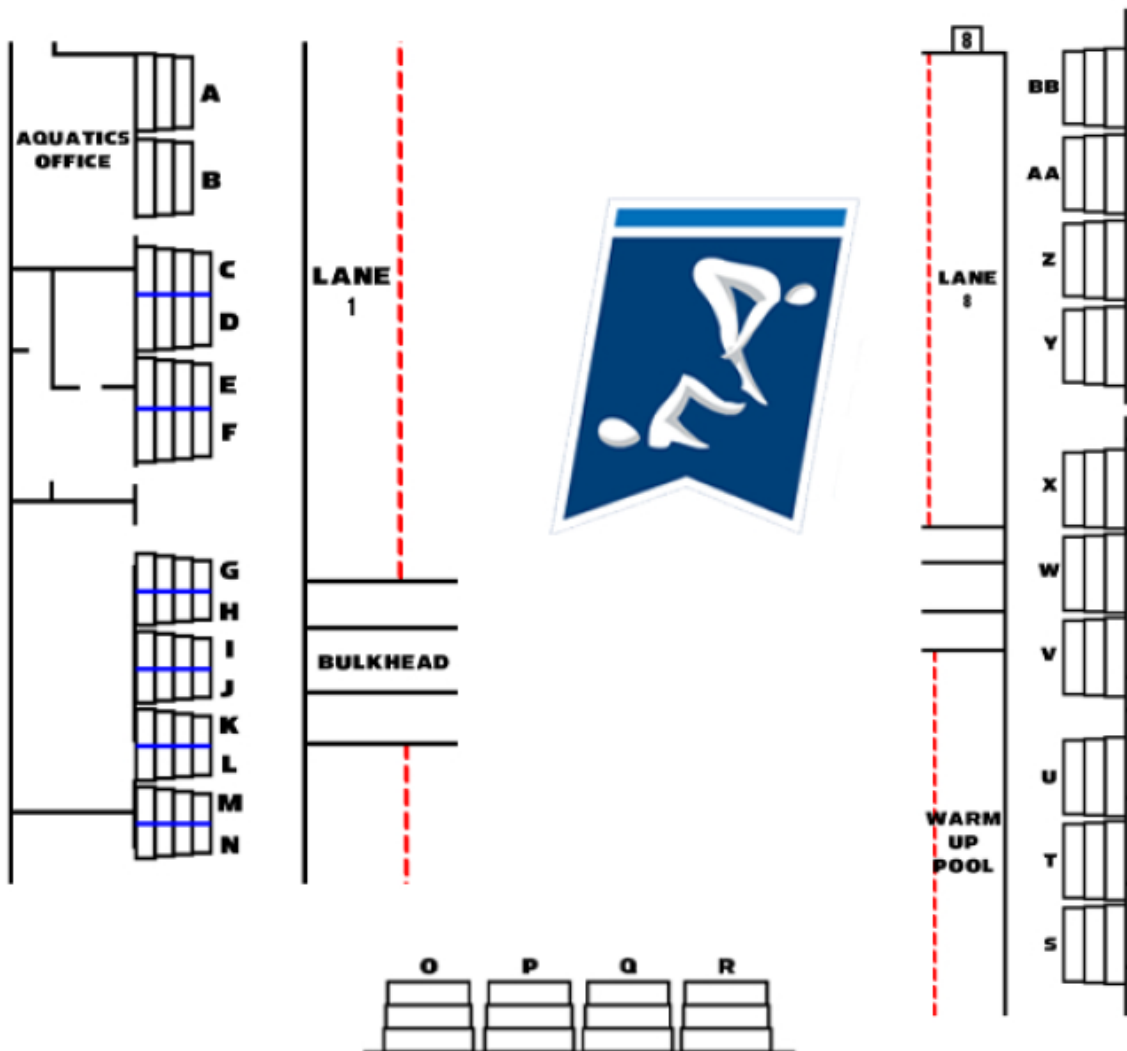 A
AQUATICS
OFFICE
B
C
D
E
F
G
H
I
J
K
L
M
N
LANE
1
BULKHEAD
8
LANE
8
WARM
UP
POOL
BB
AA
Z
Y
X
W
V
U
T
S
O P Q R